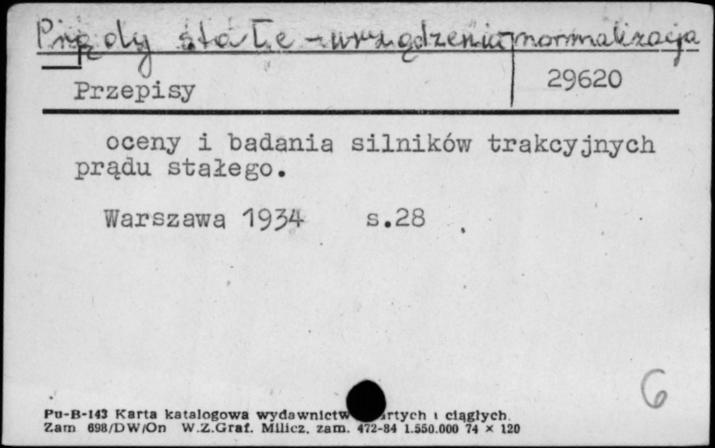 Prądy stałe - urządzenia, normalizacja
Przepisy 29620
oceny i badania silników trakcyjnych
prądu stałego.
Warszawa 1934 s.28
6
Pu-B-143 Karta katalogowa wydawnictw i ciągłych.
Zam 698/DW/On W.Z.Graf. Milicz. zam. 472-84 1.550.000 74 × 120